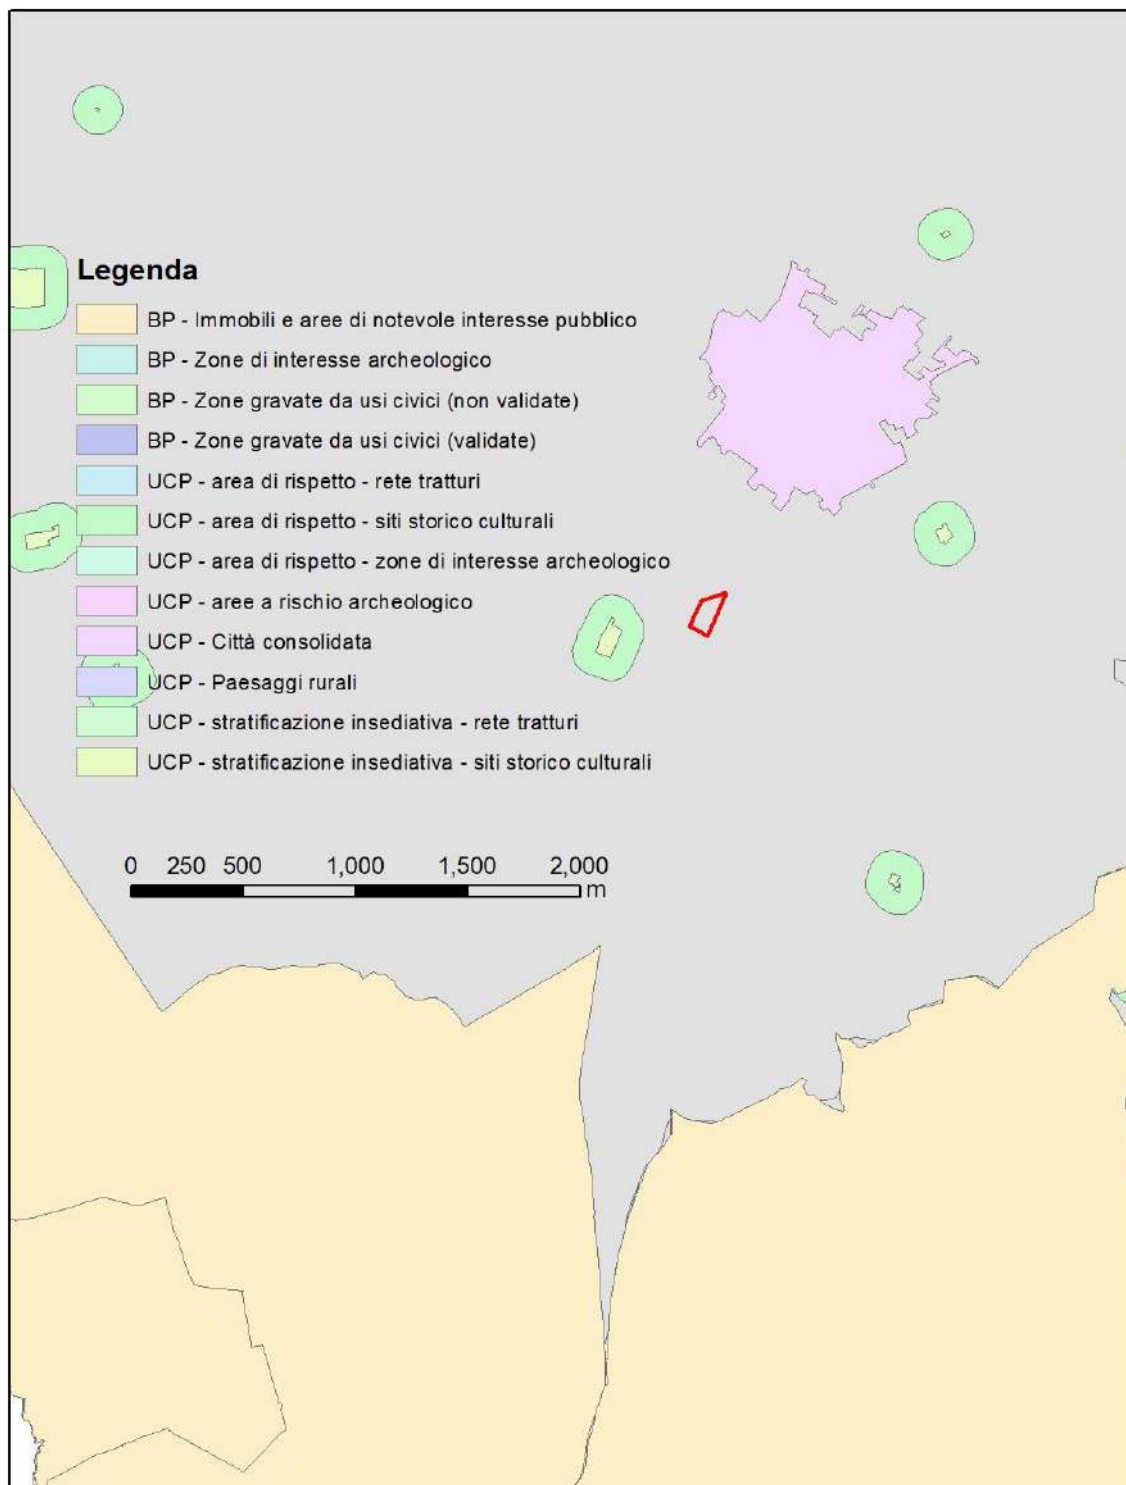 Legenda
BP - Immobili e aree di notevole interesse pubblico
BP - Zone di interesse archeologico
BP - Zone gravate da usi civici (non validate)
BP - Zone gravate da usi civici (validate)
UCP - area di rispetto - rete tratturi
UCP - area di rispetto - siti storico culturali
UCP - area di rispetto - zone di interesse archeologico
UCP - aree a rischio archeologico
UCP - Città consolidata
UCP - Paesaggi rurali
UCP - stratificazione insediativa - rete tratturi
UCP - stratificazione insediativa - siti storico culturali
0 250 500 1,000 1,500 2,000
m